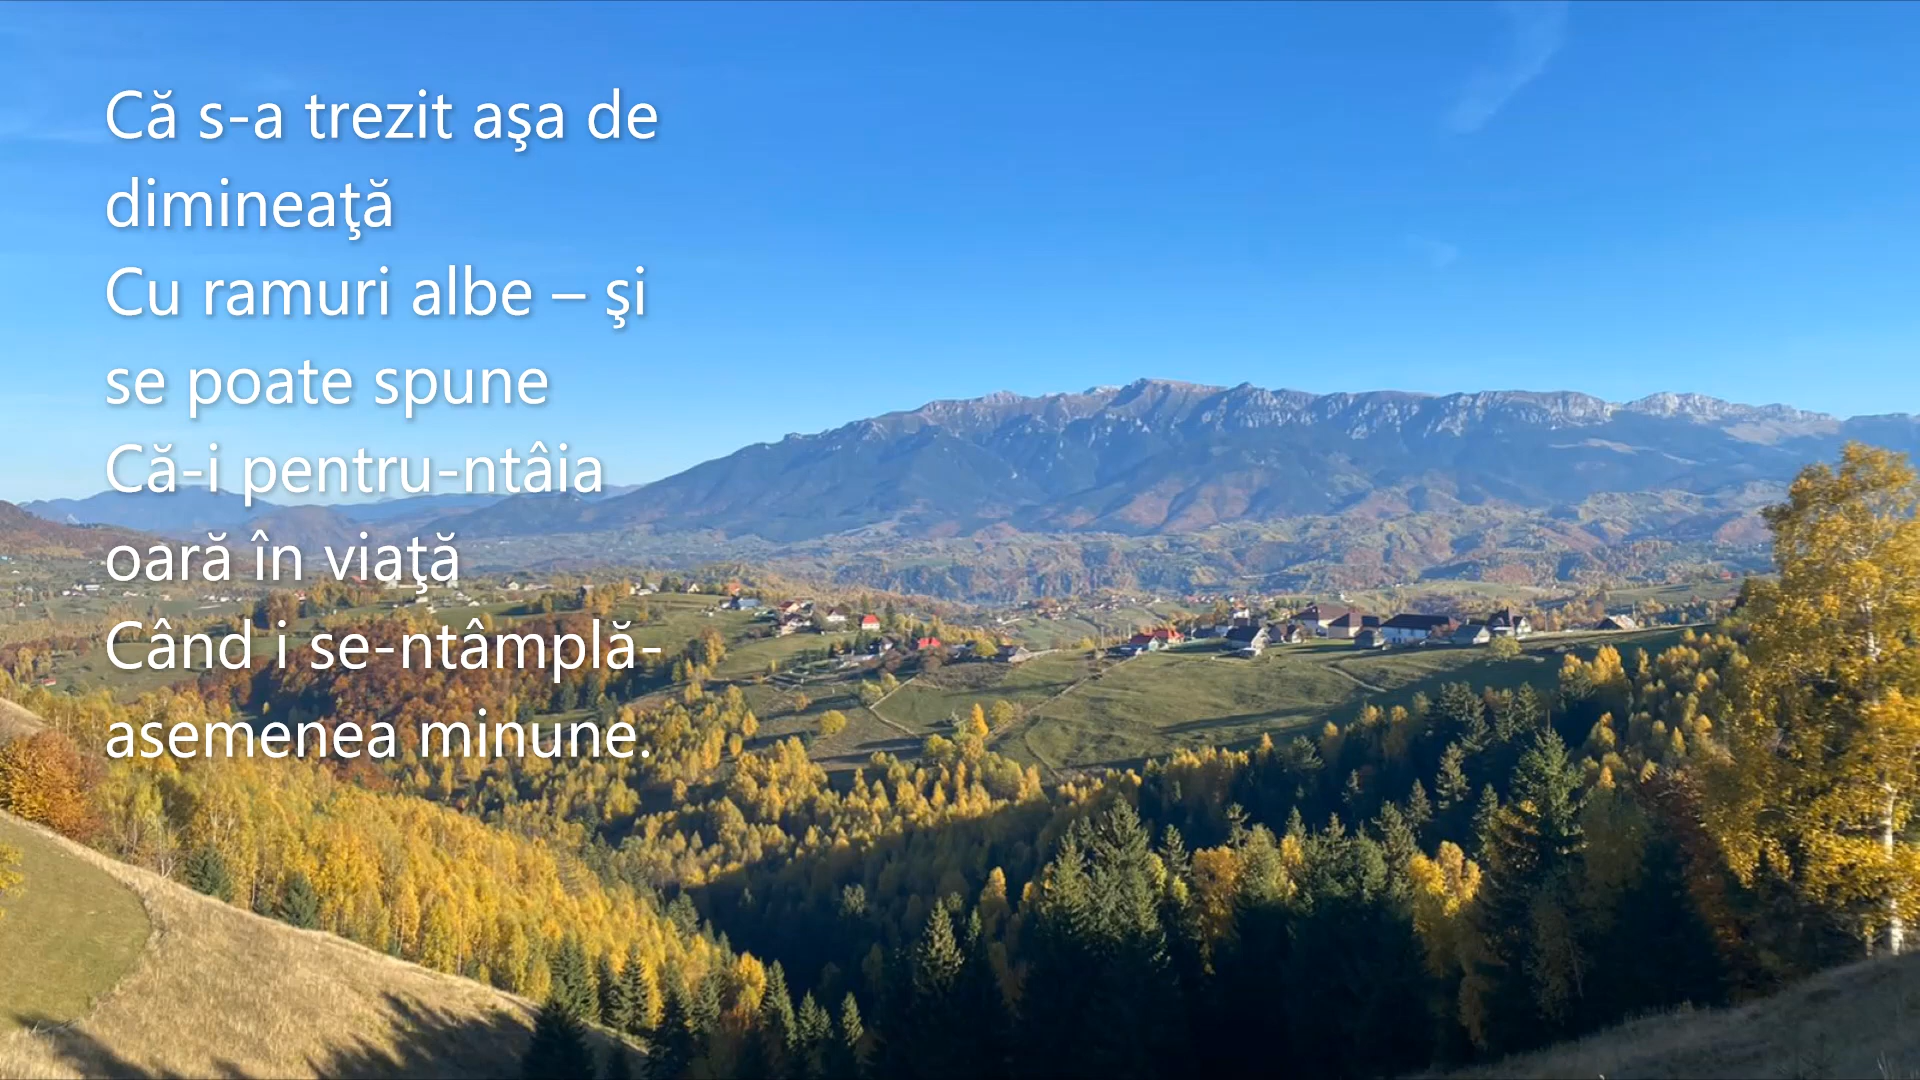 Că s-a trezit aşa de
dimineaţă
Cu ramuri albe – şi
se poate spune
Că-i pentru-ntâia
oară în viaţă
Când i se-ntâmplă-
asemenea minune.